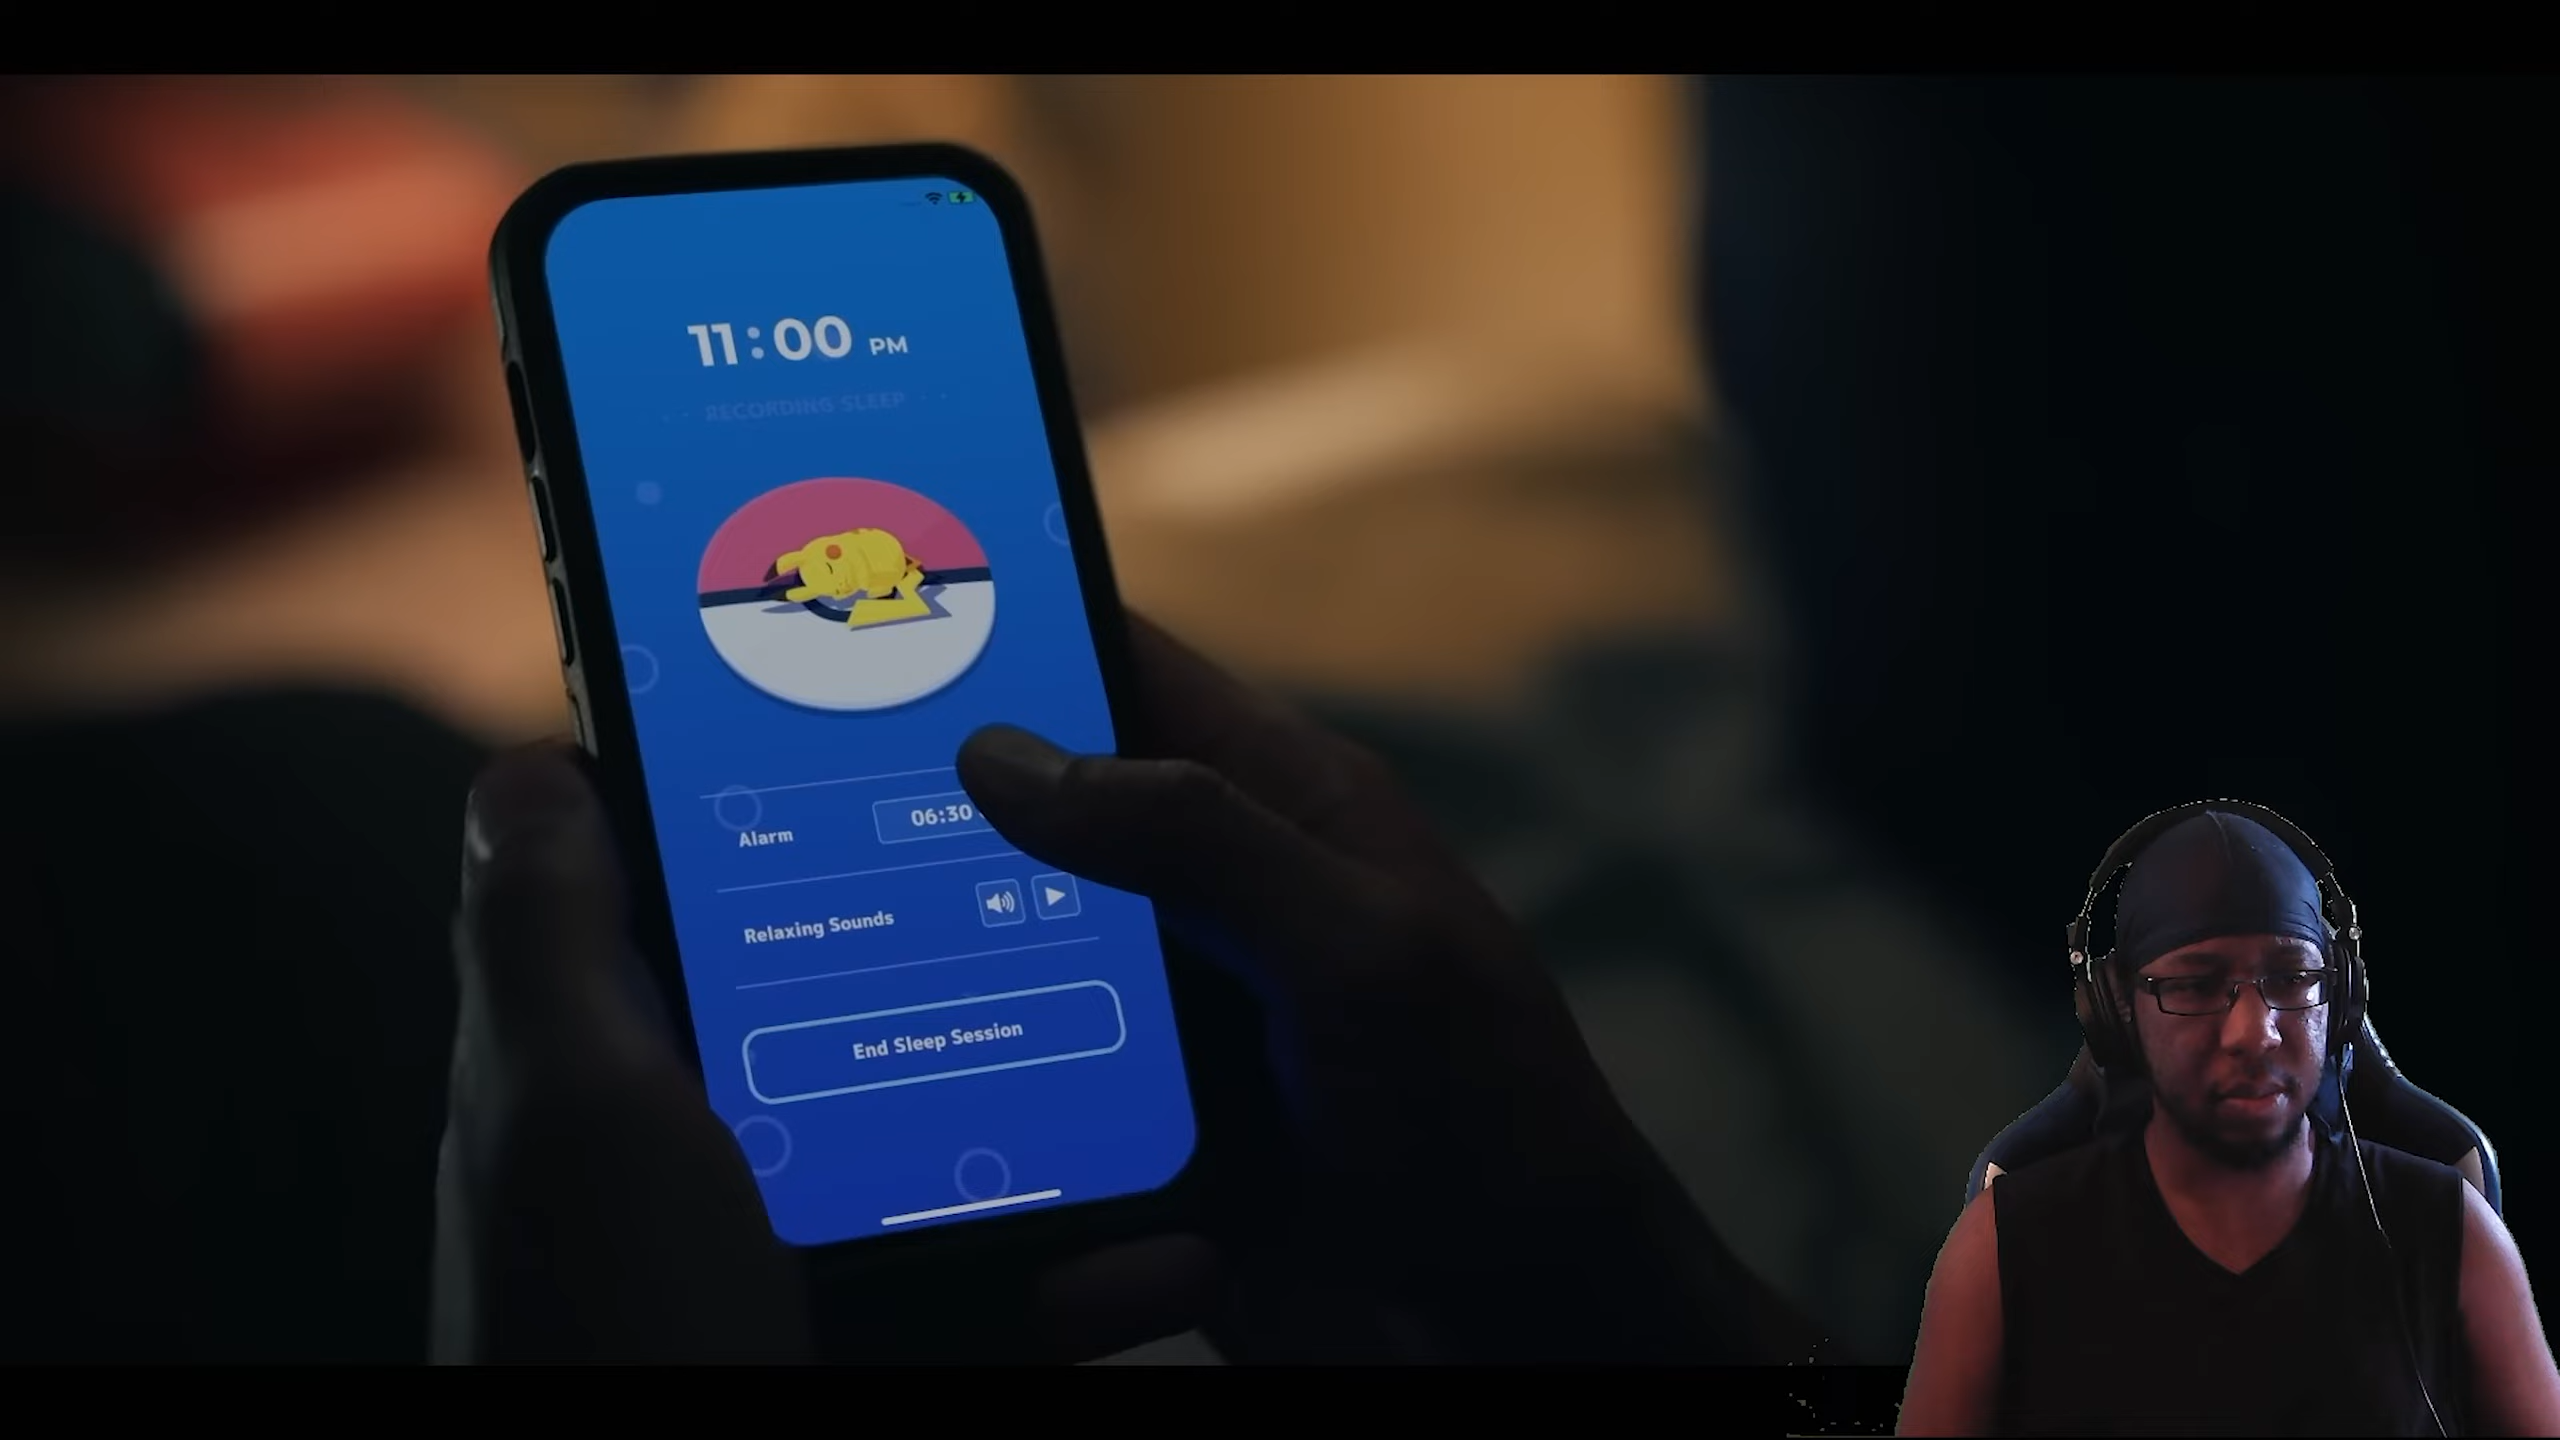 11:00 PM
RECORDING SLEEP
Alarm
06:30
Relaxing Sounds
End Sleep Session